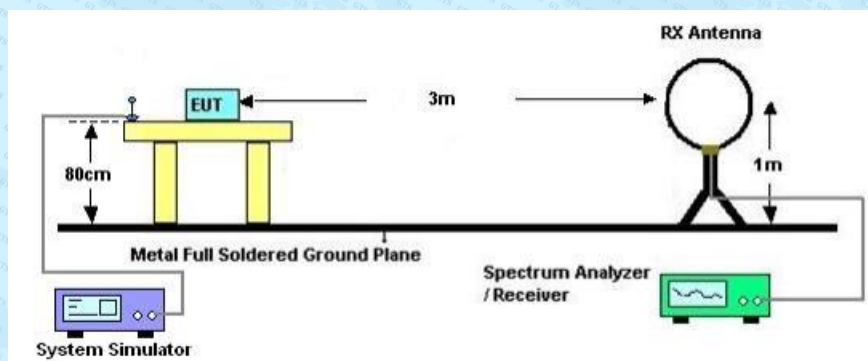 RX Antenna
EUT
3m
80cm
1m
Metal Full Soldered Ground Plane
Spectrum Analyzer
/ Receiver
System Simulator